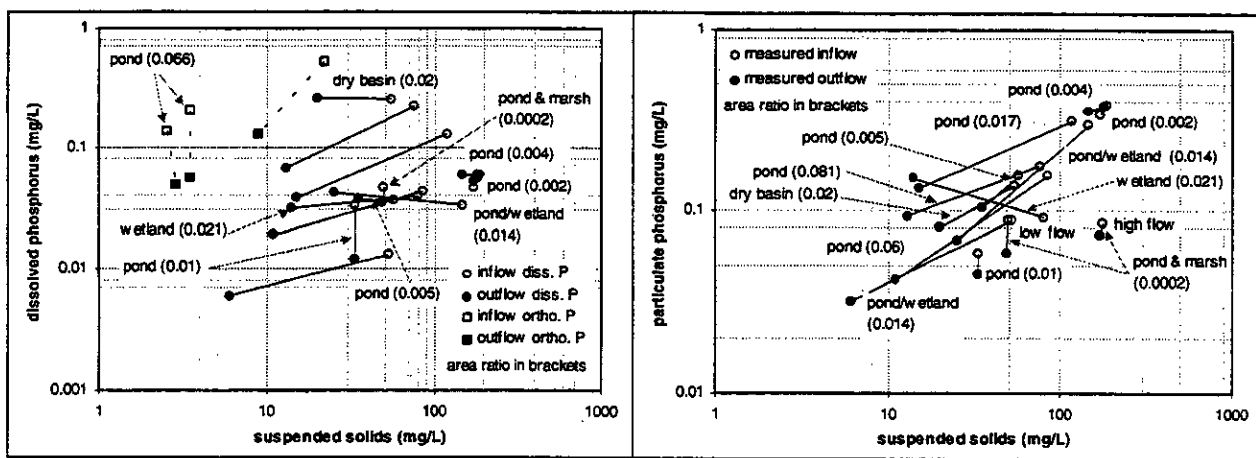 1
0.1
0.01
0.001
dissolved phosphorus (mg/L)
pond (0.066)
dry basin (0.02)
pond & marsh
(0.0002)
pond (0.004)
pond (0.002)
pond/wetland
(0.014)
wetland
(0.021)
pond (0.01)
pond (0.005)
inflow diss. P
outflow diss. P
inflow ortho. P
outflow ortho. P
area ratio in brackets
1
10
100
1000
suspended solids (mg/L)
1
0.1
0.01
particulate phosphorus (mg/L)
measured inflow
measured outflow
area ratio in brackets
pond (0.004)
pond (0.017)
pond (0.002)
pond (0.005)
pond/wetland (0.014)
pond (0.081)
wetland (0.021)
dry basin (0.02)
low flow
high flow
pond (0.06)
pond (0.01)
pond & marsh
(0.0002)
pond/wetland
(0.014)
1
10
100
1000
suspended solids (mg/L)